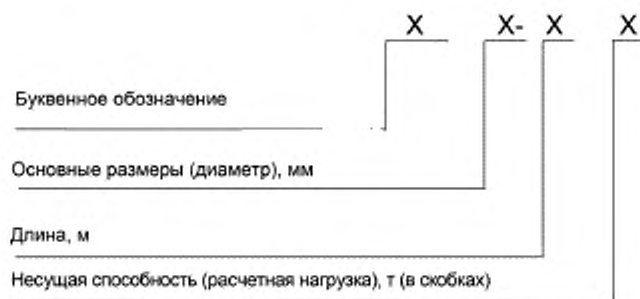 X X- X X
Буквенное обозначение
Основные размеры (диаметр), мм
Длина, м
Несущая способность (расчетная нагрузка), т (в скобках)